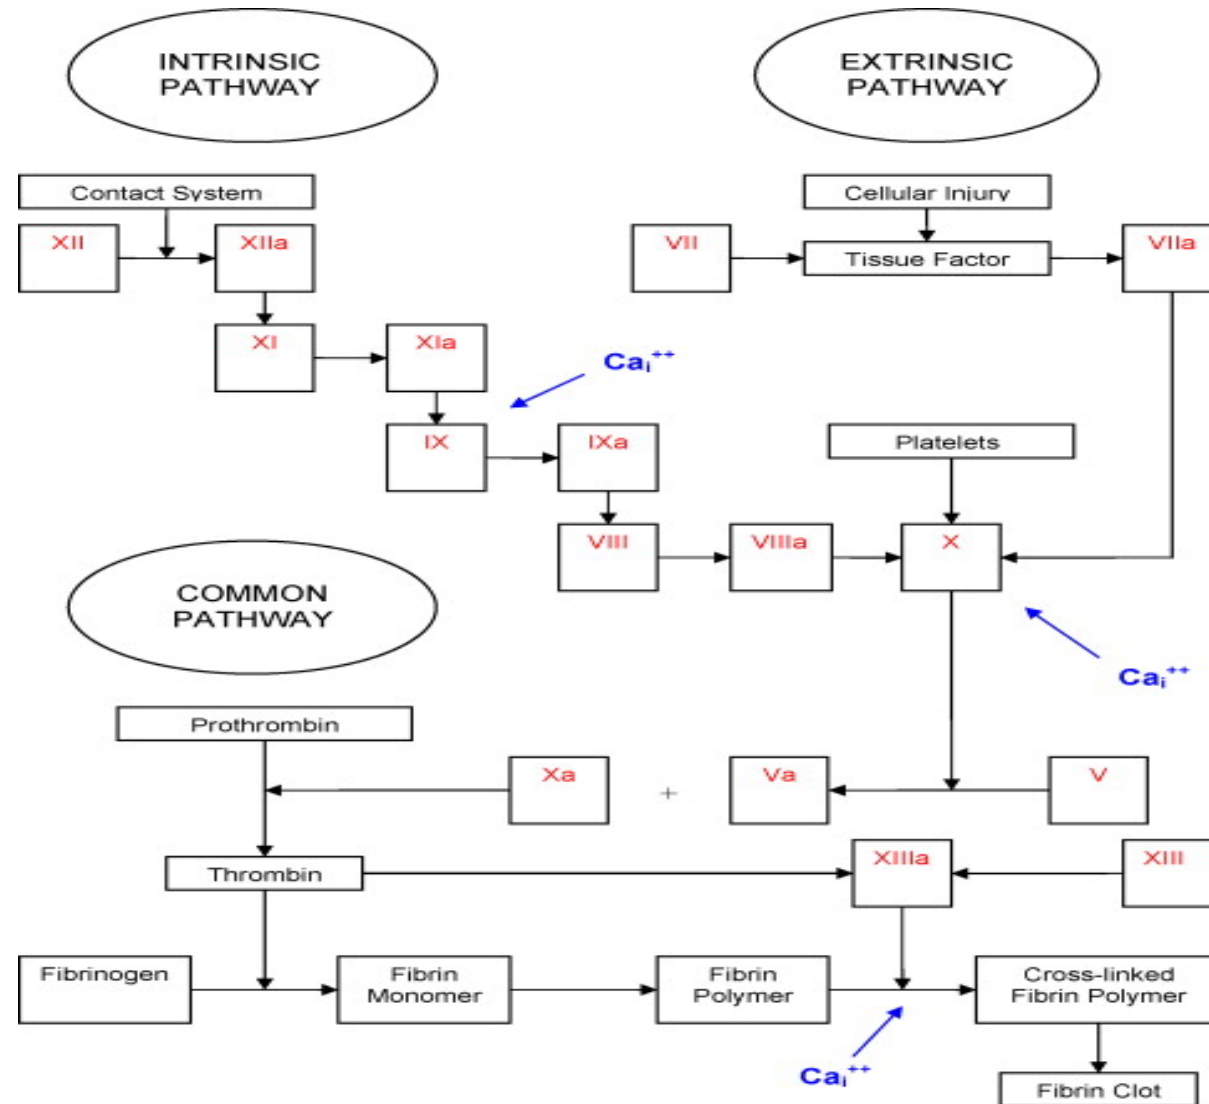 INTRINSIC
PATHWAY
EXTRINSIC
PATHWAY
Contact System
Cellular Injury
XII
XIIa
VII
Tissue Factor
VIIa
XI
XIa
Caᵢ⁺⁺
IX
IXa
Platelets
VIII
VIIIa
X
COMMON
PATHWAY
Caᵢ⁺⁺
Prothrombin
Xa
+
Va
V
Thrombin
XIIIa
XIII
Fibrinogen
Fibrin
Monomer
Fibrin
Polymer
Cross-linked
Fibrin Polymer
Caᵢ⁺⁺
Fibrin Clot